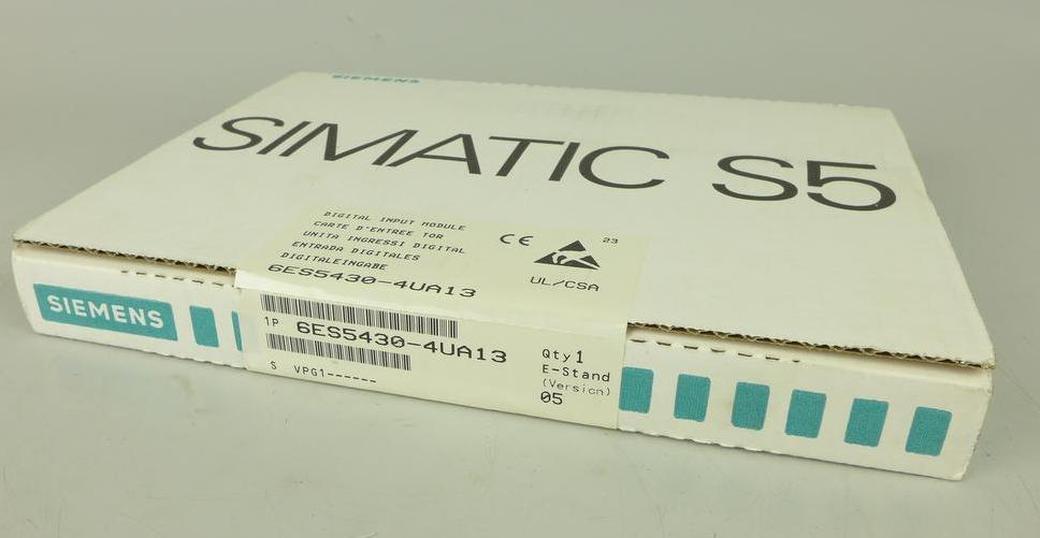 SIEMENS
SIMATIC S5
DIGITAL INPUT MODULE
CARTE D'ENTREE TOR
UNITA INGRESSI DIGITAL
ENTRADA DIGITALES
DIGITALEINGABE
6ES5430-4UA13
CE
23
UL/CSA
SIEMENS
1P 6ES5430-4UA13
S VPG1------
Qty 1
E-Stand
(Version)
05